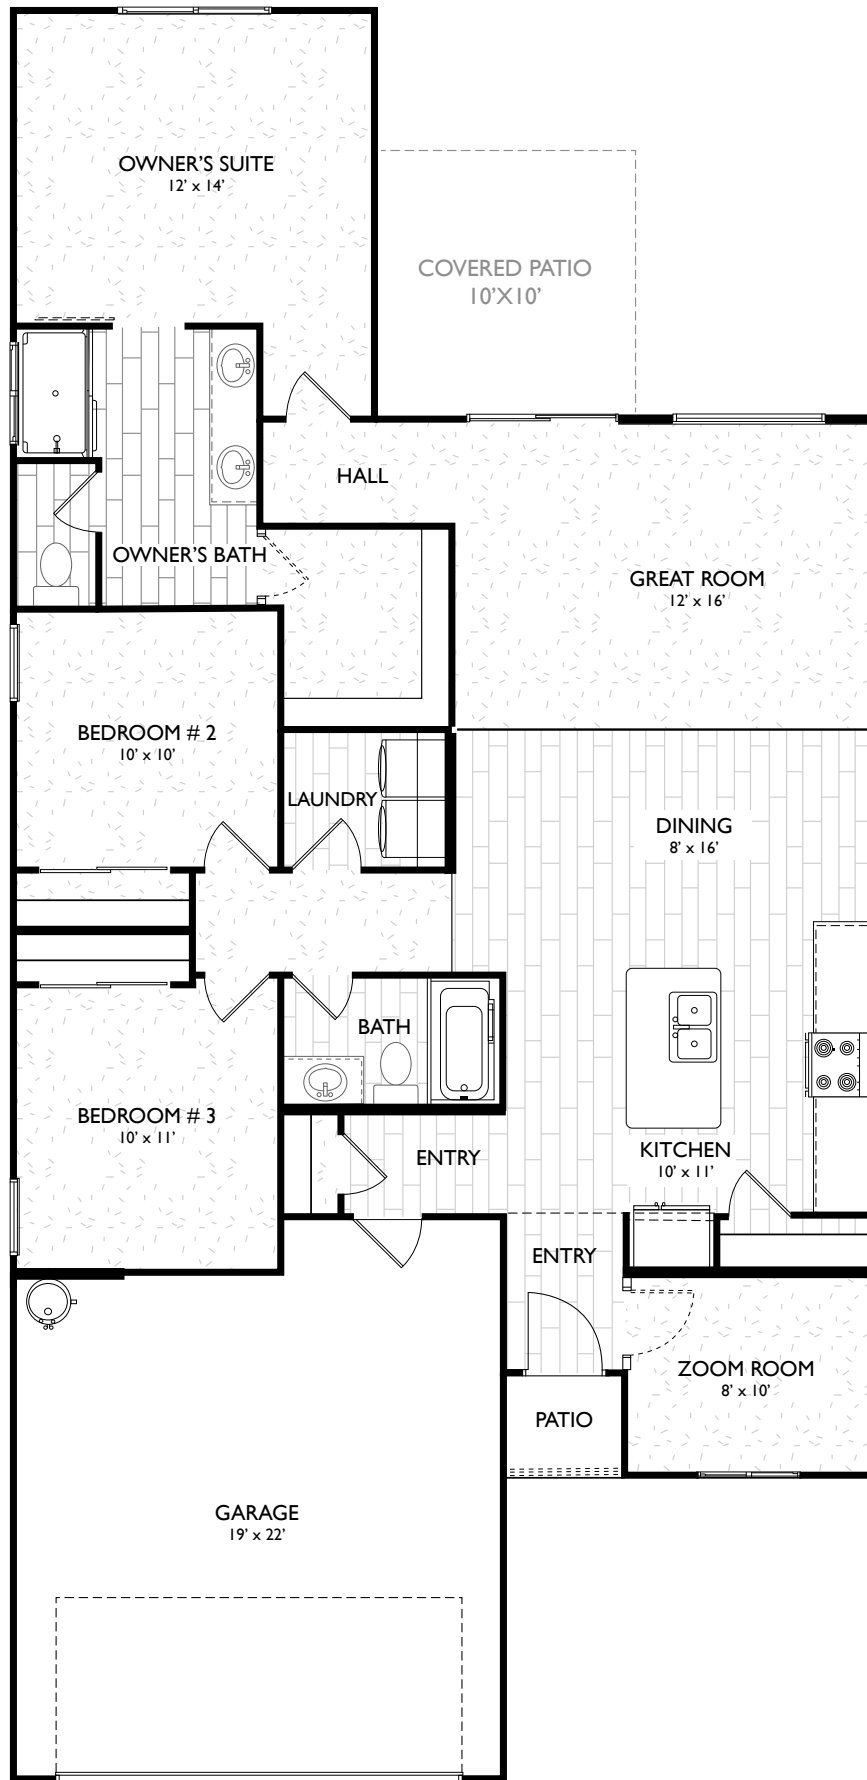 OWNER'S SUITE
12' x 14'
COVERED PATIO
10'X10'
HALL
OWNER'S BATH
GREAT ROOM
12' x 16'
BEDROOM # 2
10' x 10'
LAUNDRY
DINING
8' x 16'
BATH
BEDROOM # 3
10' x 11'
ENTRY
KITCHEN
10' x 11'
ENTRY
ZOOM ROOM
8' x 10'
PATIO
GARAGE
19' x 22'